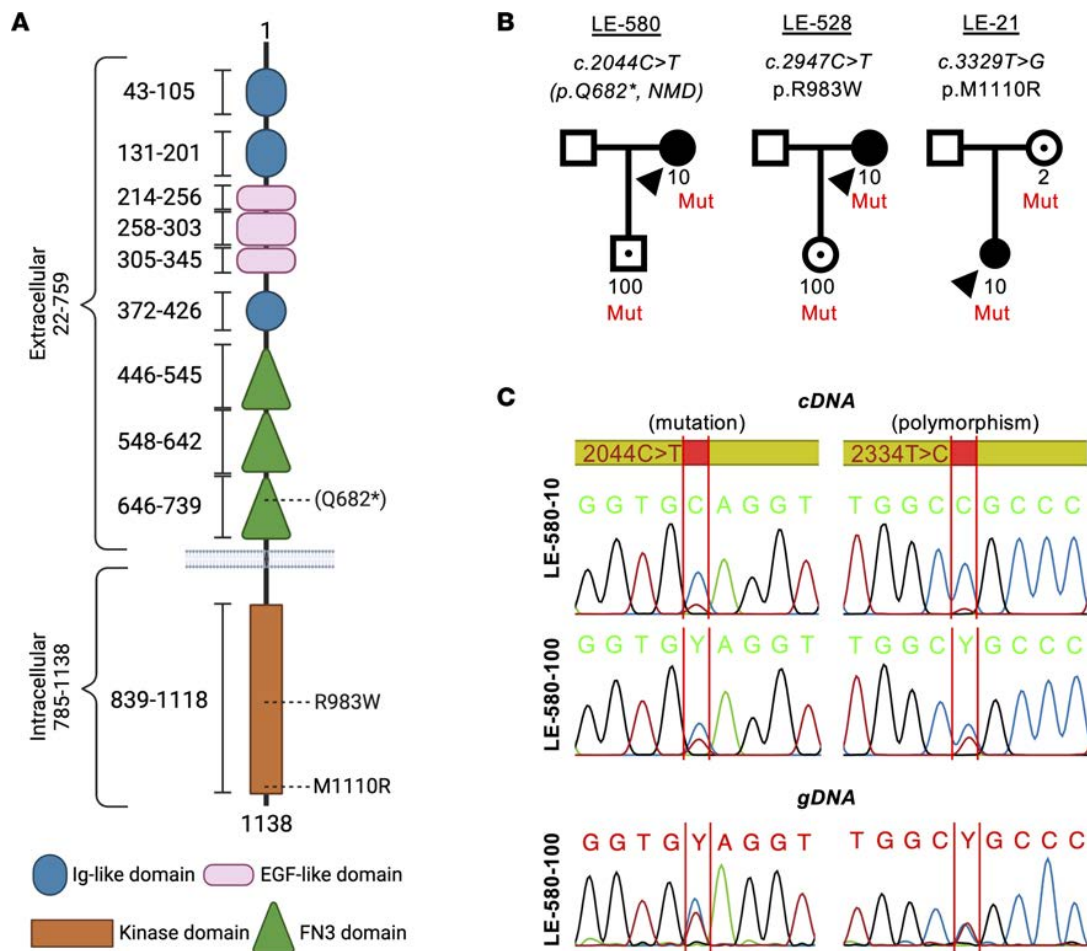 A
1
43-105
131-201
214-256
258-303
305-345
372-426
446-545
548-642
646-739
(Q682*)
Extracellular
22-759
839-1118
R983W
M1110R
Intracellular
785-1138
1138
Ig-like domain
EGF-like domain
Kinase domain
FN3 domain
B
LE-580
c.2044C>T
(p.Q682*, NMD)
10
Mut
100
Mut
LE-528
c.2947C>T
p.R983W
10
Mut
100
Mut
LE-21
c.3329T>G
p.M1110R
2
Mut
10
Mut
C
cDNA
(mutation)
(polymorphism)
2044C>T
2334T>C
LE-580-10
G G T G C A G G T
T G G C C G C C C
LE-580-100
G G T G Y A G G T
T G G C Y G C C C
gDNA
LE-580-100
G G T G Y A G G T
T G G C Y G C C C